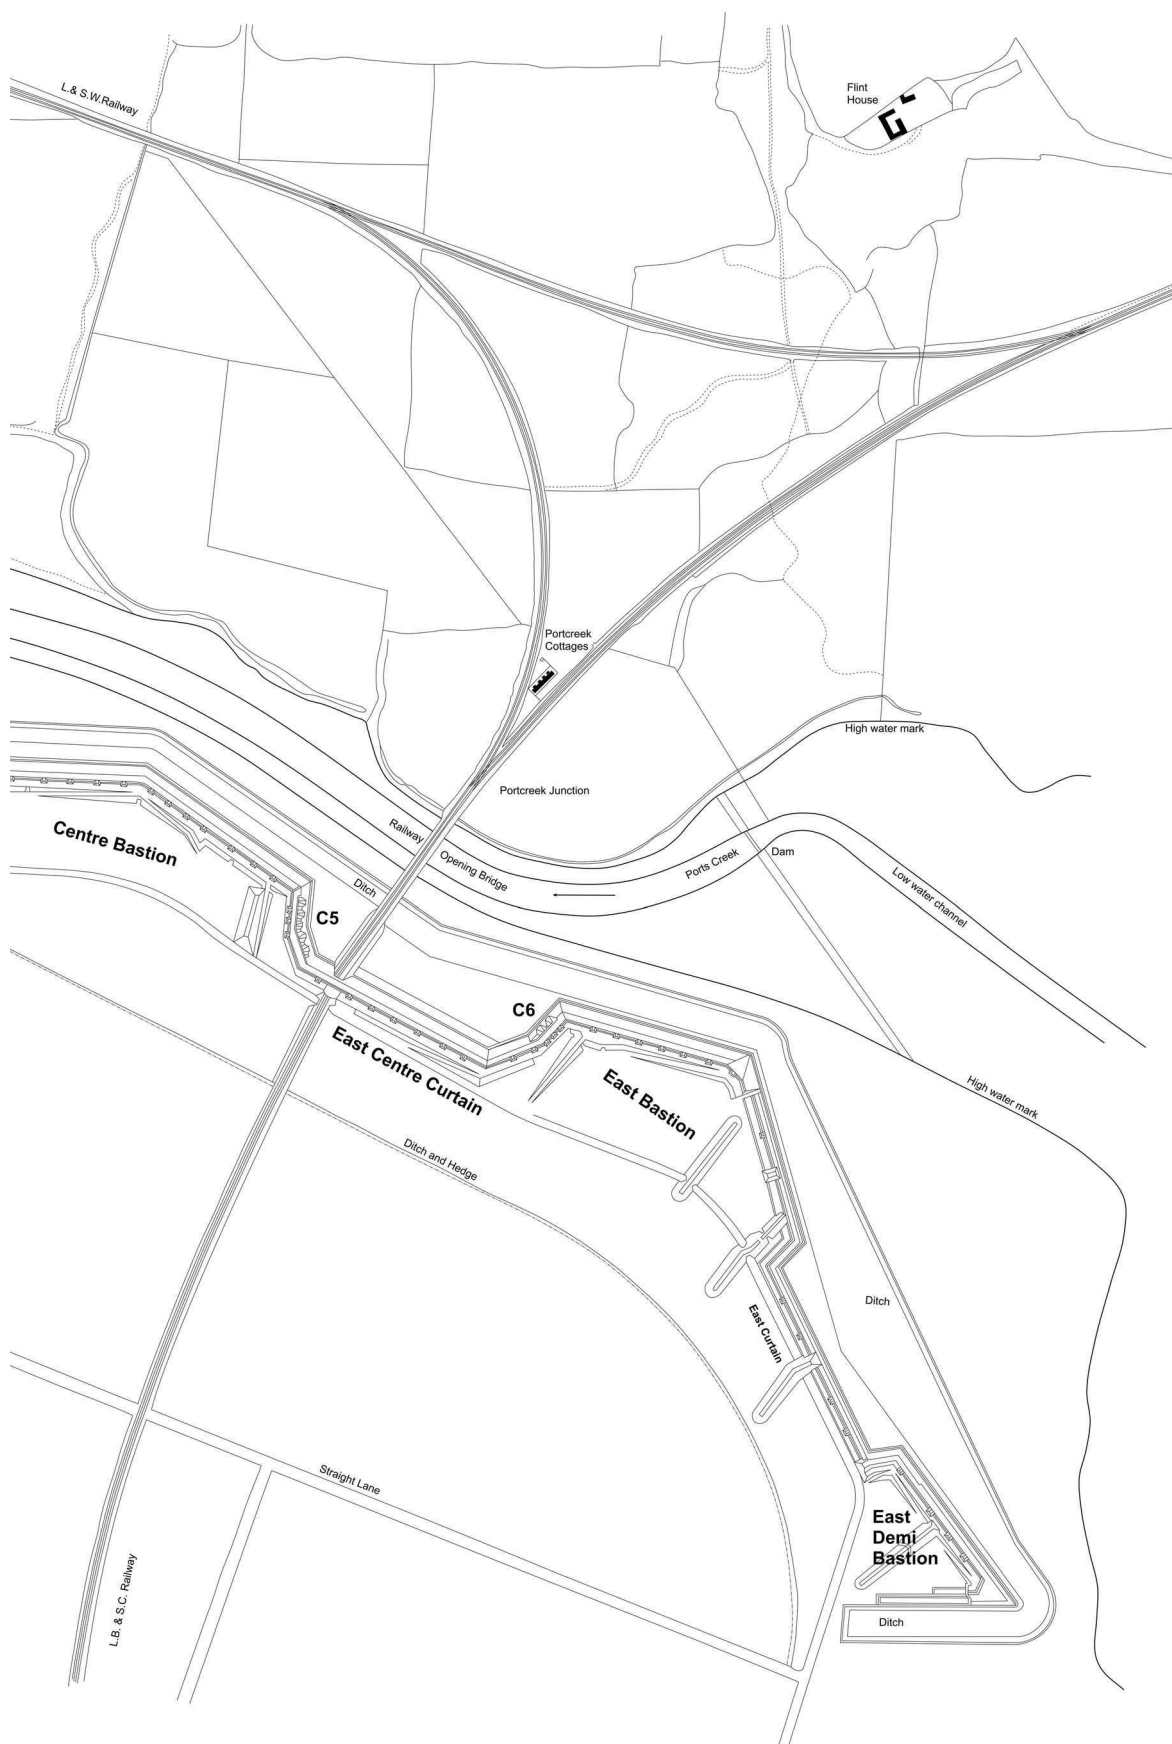 L.& S.W.Railway
Flint
House
Portcreek
Cottages
High water mark
Portcreek Junction
Centre Bastion
Railway
Opening Bridge
Ports Creek
Dam
Low water channel
Ditch
C5
C6
East Centre Curtain
East Bastion
High water mark
Ditch and Hedge
Ditch
East Curtain
Straight Lane
East
Demi
Bastion
L.B. & S.C. Railway
Ditch